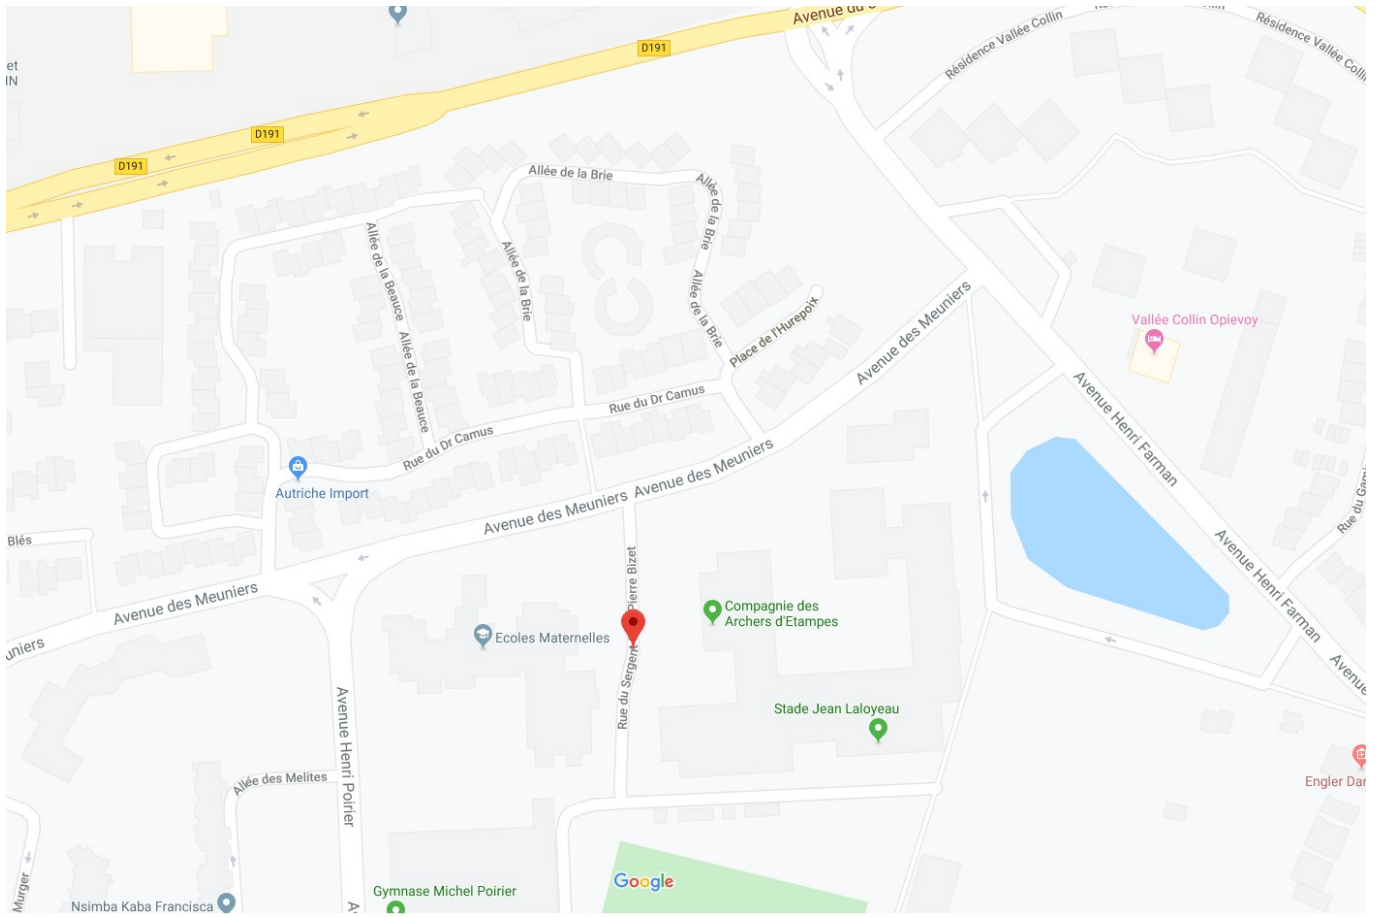 Avenue du
Résidence Vallée Collin
Résidence Vallée Collin
D191
et
IN
D191
D191
Allée de la Brie
Allée de la Brie
Allée de la Beauce
Allée de la Brie
Allée de la Brie
Place de l'Hurepoix
Avenue des Meuniers
Vallée Collin Opievoy
Allée de la Beauce
Rue du Dr Camus
Rue du Dr Camus
Avenue Henri Farman
Autriche Import
Avenue des Meuniers
Avenue des Meuniers
Rue du
Blés
Avenue Henri Farman
Avenue des Meuniers
uniers
Pierre Bizet
Rue du Sergent
Compagnie des
Archers d'Etampes
Ecoles Maternelles
Avenue
Stade Jean Laloyeau
Avenue Henri Poirier
Allée des Melites
Engler Dar
Murger
Google
Gymnase Michel Poirier
Nsimba Kaba Francisca